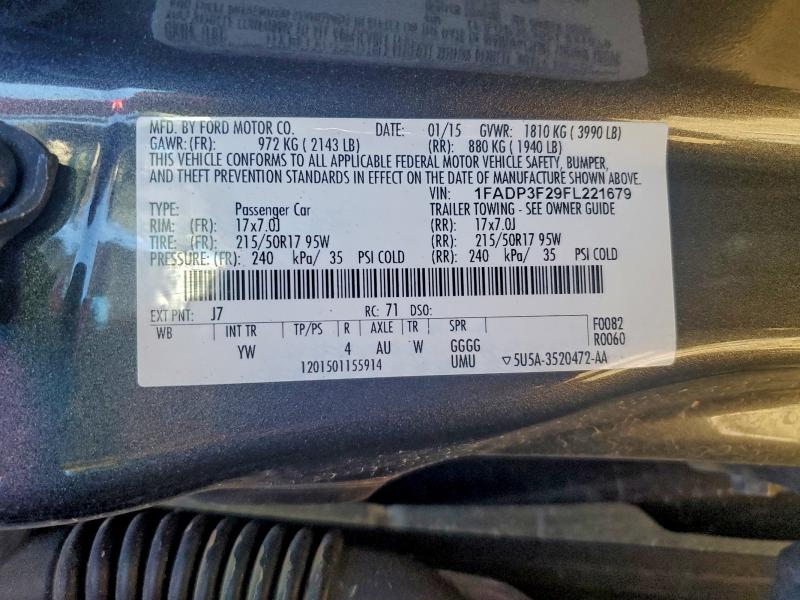 MFD. BY FORD MOTOR CO. DATE: 01/15 GVWR: 1810 KG ( 3990 LB)
GAWR: (FR): 972 KG ( 2143 LB) (RR): 880 KG ( 1940 LB)
THIS VEHICLE CONFORMS TO ALL APPLICABLE FEDERAL MOTOR VEHICLE SAFETY, BUMPER,
AND THEFT PREVENTION STANDARDS IN EFFECT ON THE DATE OF MANUFACTURE SHOWN ABOVE.
VIN: 1FADP3F29FL221679
TYPE: Passenger Car TRAILER TOWING - SEE OWNER GUIDE
RIM: (FR): 17x7.0J (RR): 17x7.0J
TIRE: (FR): 215/50R17 95W (RR): 215/50R17 95W
PRESSURE: (FR): 240 kPa/ 35 PSI COLD (RR): 240 kPa/ 35 PSI COLD
EXT PNT: J7 RC: 71 DSO:
WB INT TR TP/PS R AXLE TR SPR F0082
R0060
YW 4 AU W GGGG
1201501155914 UMU ▽5U5A-3520472-AA